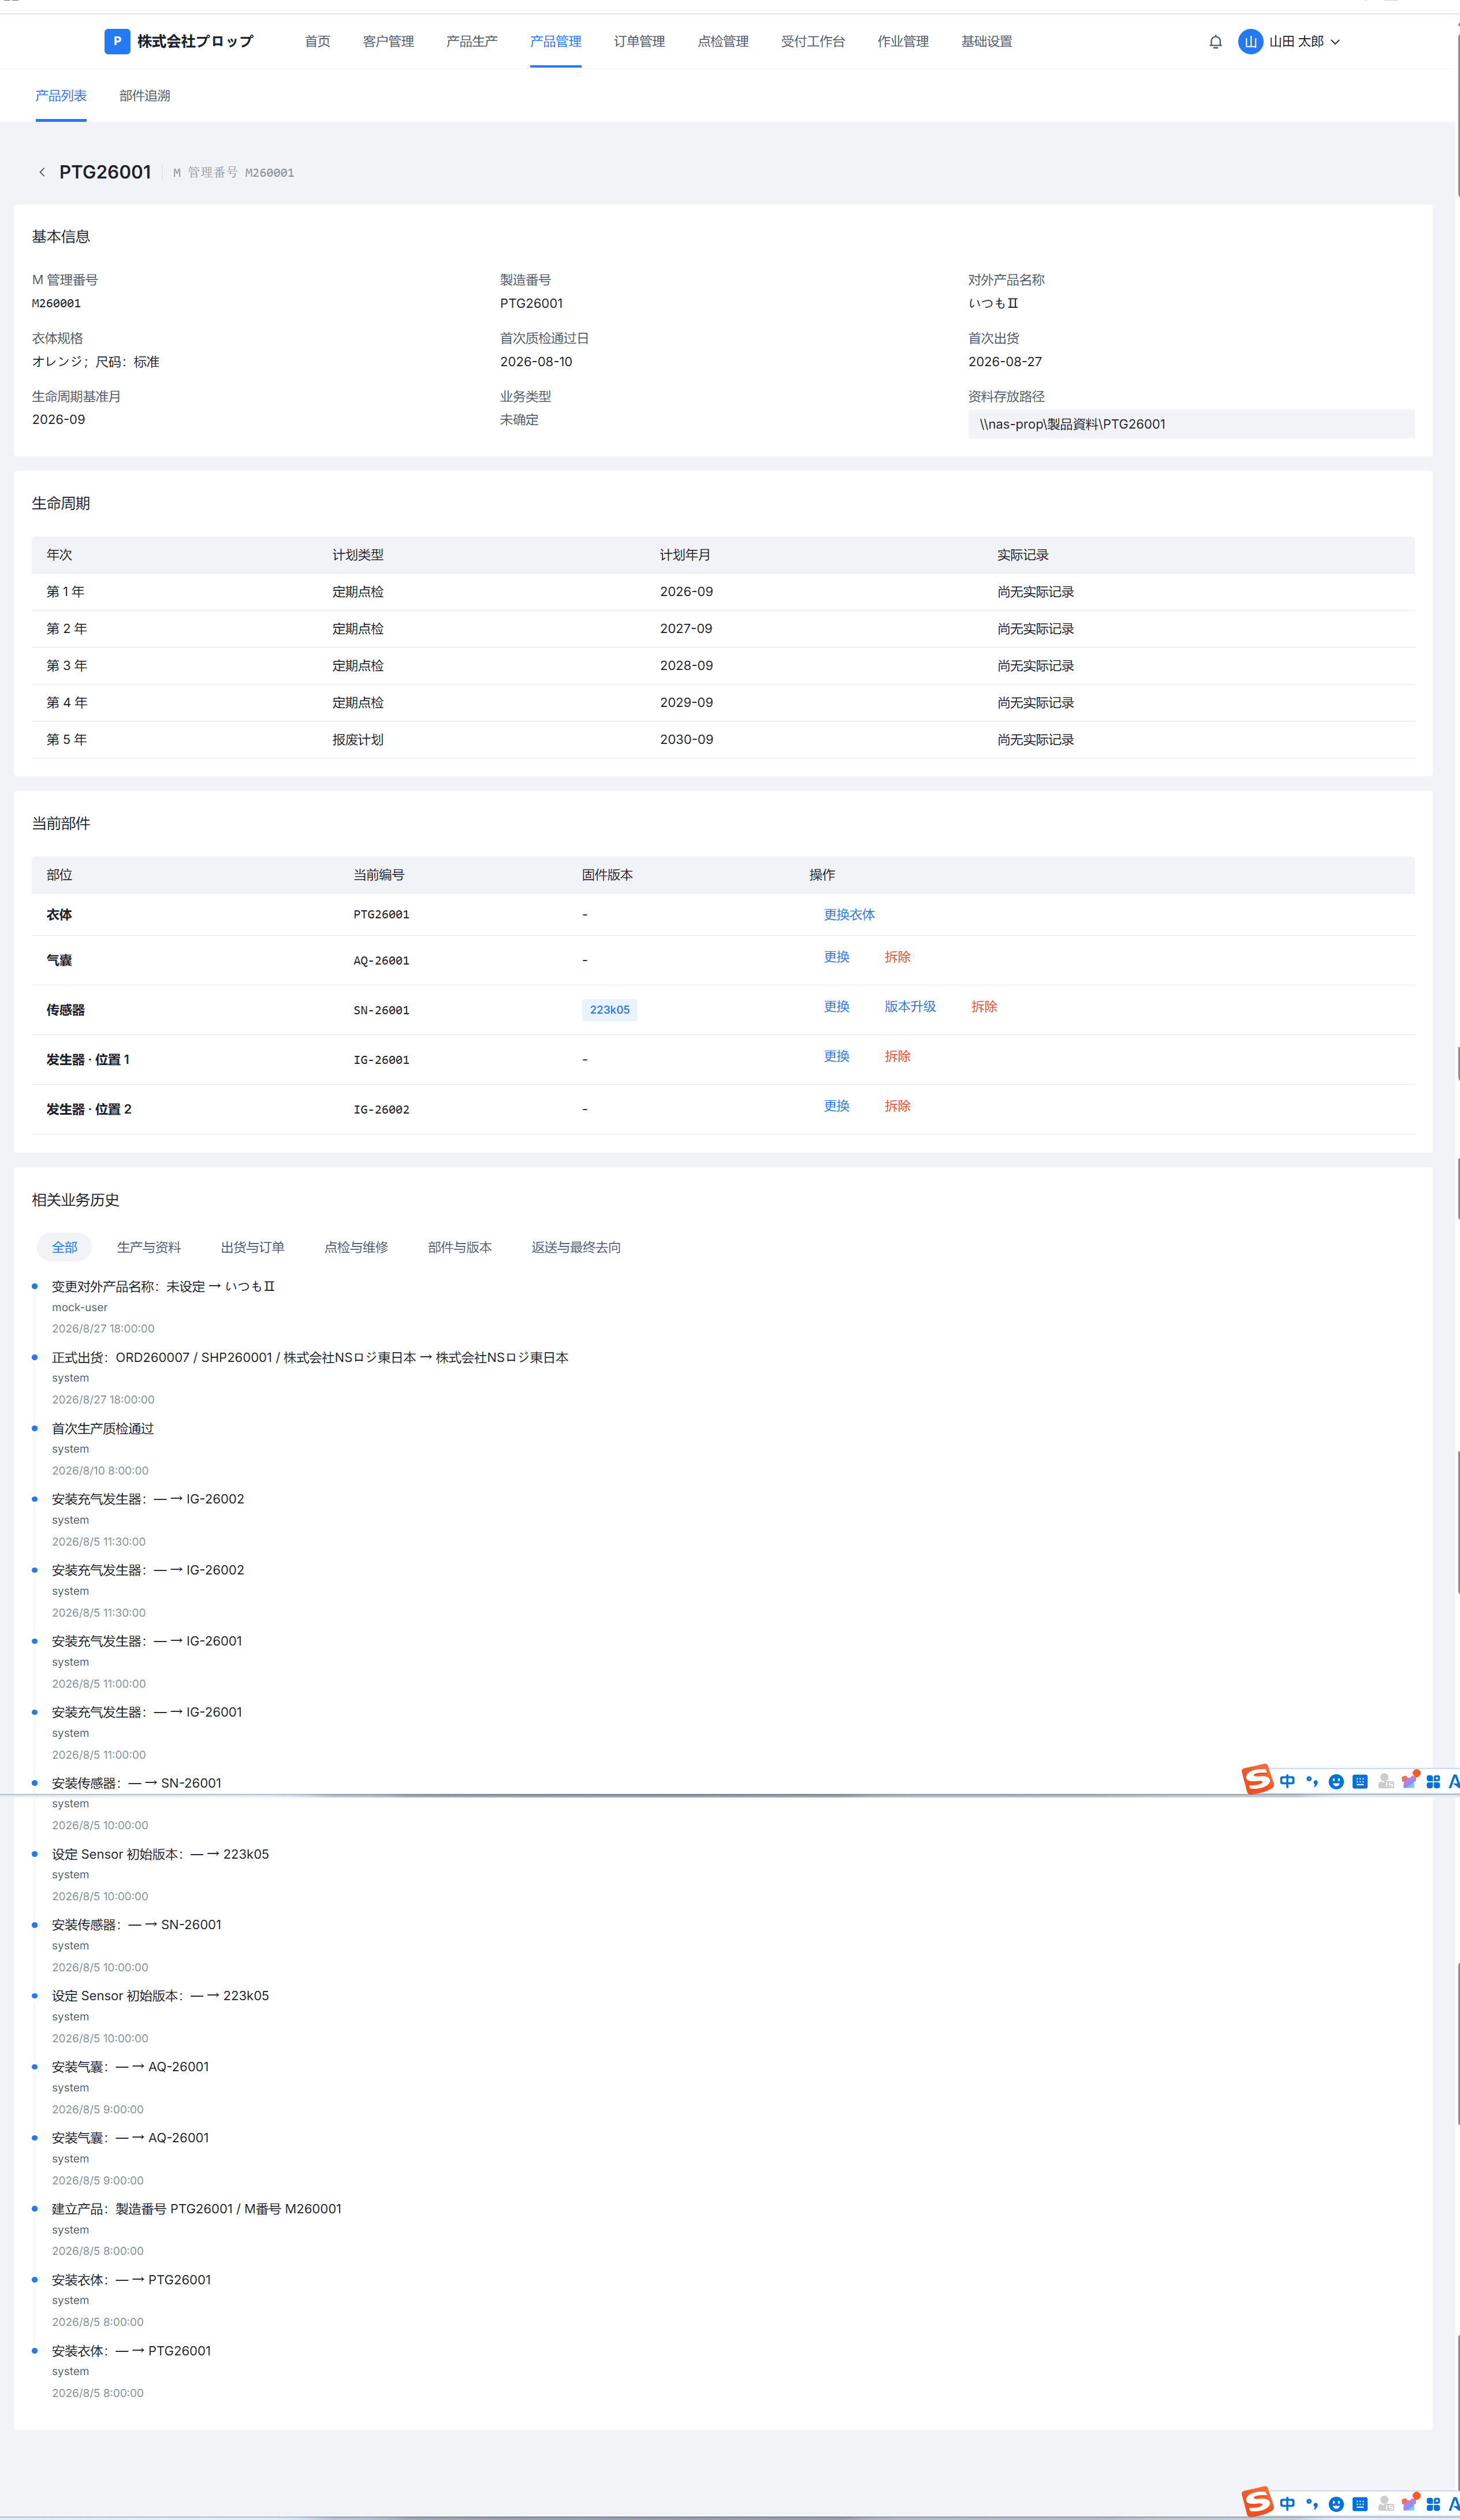 P 株式会社プロップ 首页 客户管理 产品生产 产品管理 订单管理 点检管理 受付工作台 作业管理 基础设置 山 山田 太郎
产品列表 部件追溯
PTG26001 M 管理番号 M260001
基本信息
M 管理番号 製造番号 对外产品名称
M260001 PTG26001 いつもⅡ
衣体规格 首次质检通过日 首次出货
オレンジ；尺码：标准 2026-08-10 2026-08-27
生命周期基准月 业务类型 资料存放路径
2026-09 未确定 \\nas-prop\製品資料\PTG26001
生命周期
年次 计划类型 计划年月 实际记录
第 1 年 定期点检 2026-09 尚无实际记录
第 2 年 定期点检 2027-09 尚无实际记录
第 3 年 定期点检 2028-09 尚无实际记录
第 4 年 定期点检 2029-09 尚无实际记录
第 5 年 报废计划 2030-09 尚无实际记录
当前部件
部位 当前编号 固件版本 操作
衣体 PTG26001 - 更换衣体
气囊 AQ-26001 - 更换 拆除
传感器 SN-26001 223k05 更换 版本升级 拆除
发生器 · 位置 1 IG-26001 - 更换 拆除
发生器 · 位置 2 IG-26002 - 更换 拆除
相关业务历史
全部 生产与资料 出货与订单 点检与维修 部件与版本 返送与最终去向
变更对外产品名称：未设定 → いつもⅡ
mock-user
2026/8/27 18:00:00
正式出货：ORD260007 / SHP260001 / 株式会社NSロジ東日本 → 株式会社NSロジ東日本
system
2026/8/27 18:00:00
首次生产质检通过
system
2026/8/10 8:00:00
安装充气发生器：— → IG-26002
system
2026/8/5 11:30:00
安装充气发生器：— → IG-26002
system
2026/8/5 11:30:00
安装充气发生器：— → IG-26001
system
2026/8/5 11:00:00
安装充气发生器：— → IG-26001
system
2026/8/5 11:00:00
安装传感器：— → SN-26001
中
system
2026/8/5 10:00:00
设定 Sensor 初始版本：— → 223k05
system
2026/8/5 10:00:00
安装传感器：— → SN-26001
system
2026/8/5 10:00:00
设定 Sensor 初始版本：— → 223k05
system
2026/8/5 10:00:00
安装气囊：— → AQ-26001
system
2026/8/5 9:00:00
安装气囊：— → AQ-26001
system
2026/8/5 9:00:00
建立产品：製造番号 PTG26001 / M番号 M260001
system
2026/8/5 8:00:00
安装衣体：— → PTG26001
system
2026/8/5 8:00:00
安装衣体：— → PTG26001
system
2026/8/5 8:00:00
中